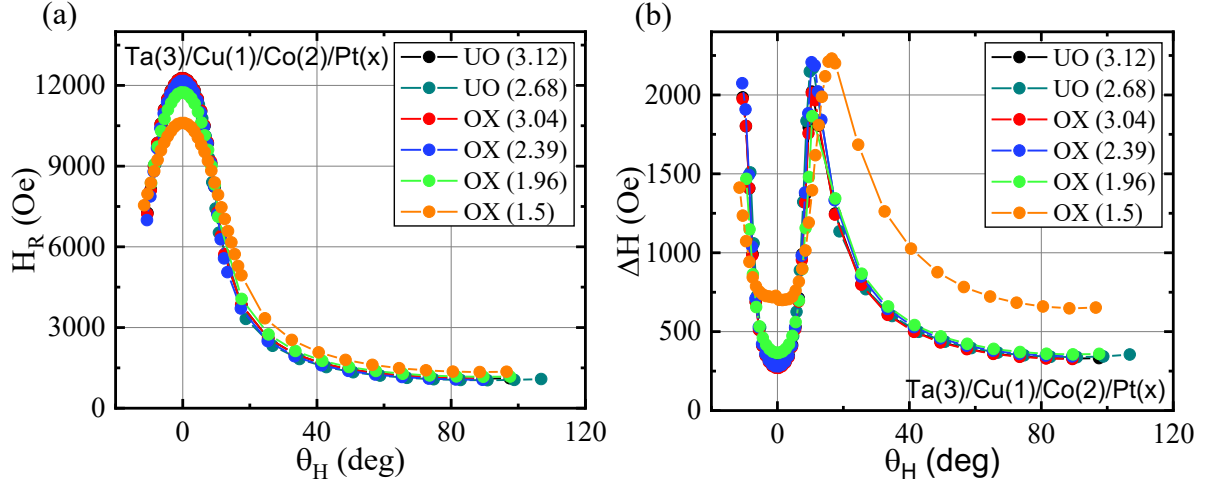 (a)
Ta(3)/Cu(1)/Co(2)/Pt(x)
UO (3.12)
UO (2.68)
OX (3.04)
OX (2.39)
OX (1.96)
OX (1.5)
12000
9000
6000
3000
0
H_R (Oe)
0 40 80 120
θ_H (deg)
(b)
UO (3.12)
UO (2.68)
OX (3.04)
OX (2.39)
OX (1.96)
OX (1.5)
2000
1500
1000
500
0
ΔH (Oe)
Ta(3)/Cu(1)/Co(2)/Pt(x)
0 40 80 120
θ_H (deg)